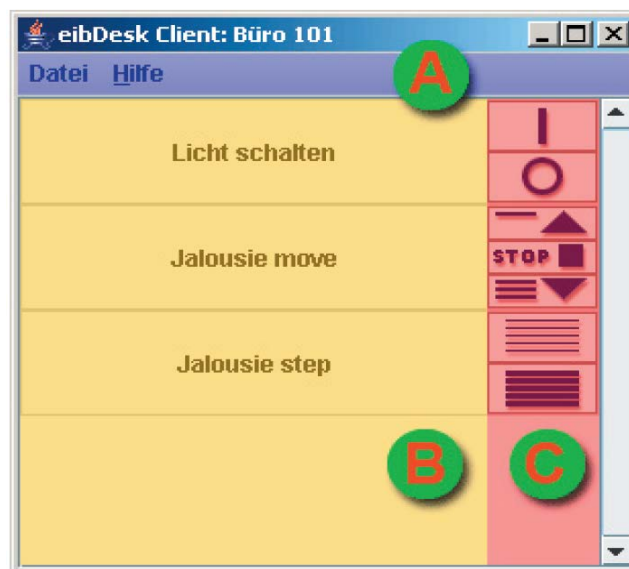 eibDesk Client: Büro 101
Datei Hilfe
A
Licht schalten
Jalousie move
STOP
Jalousie step
B
C